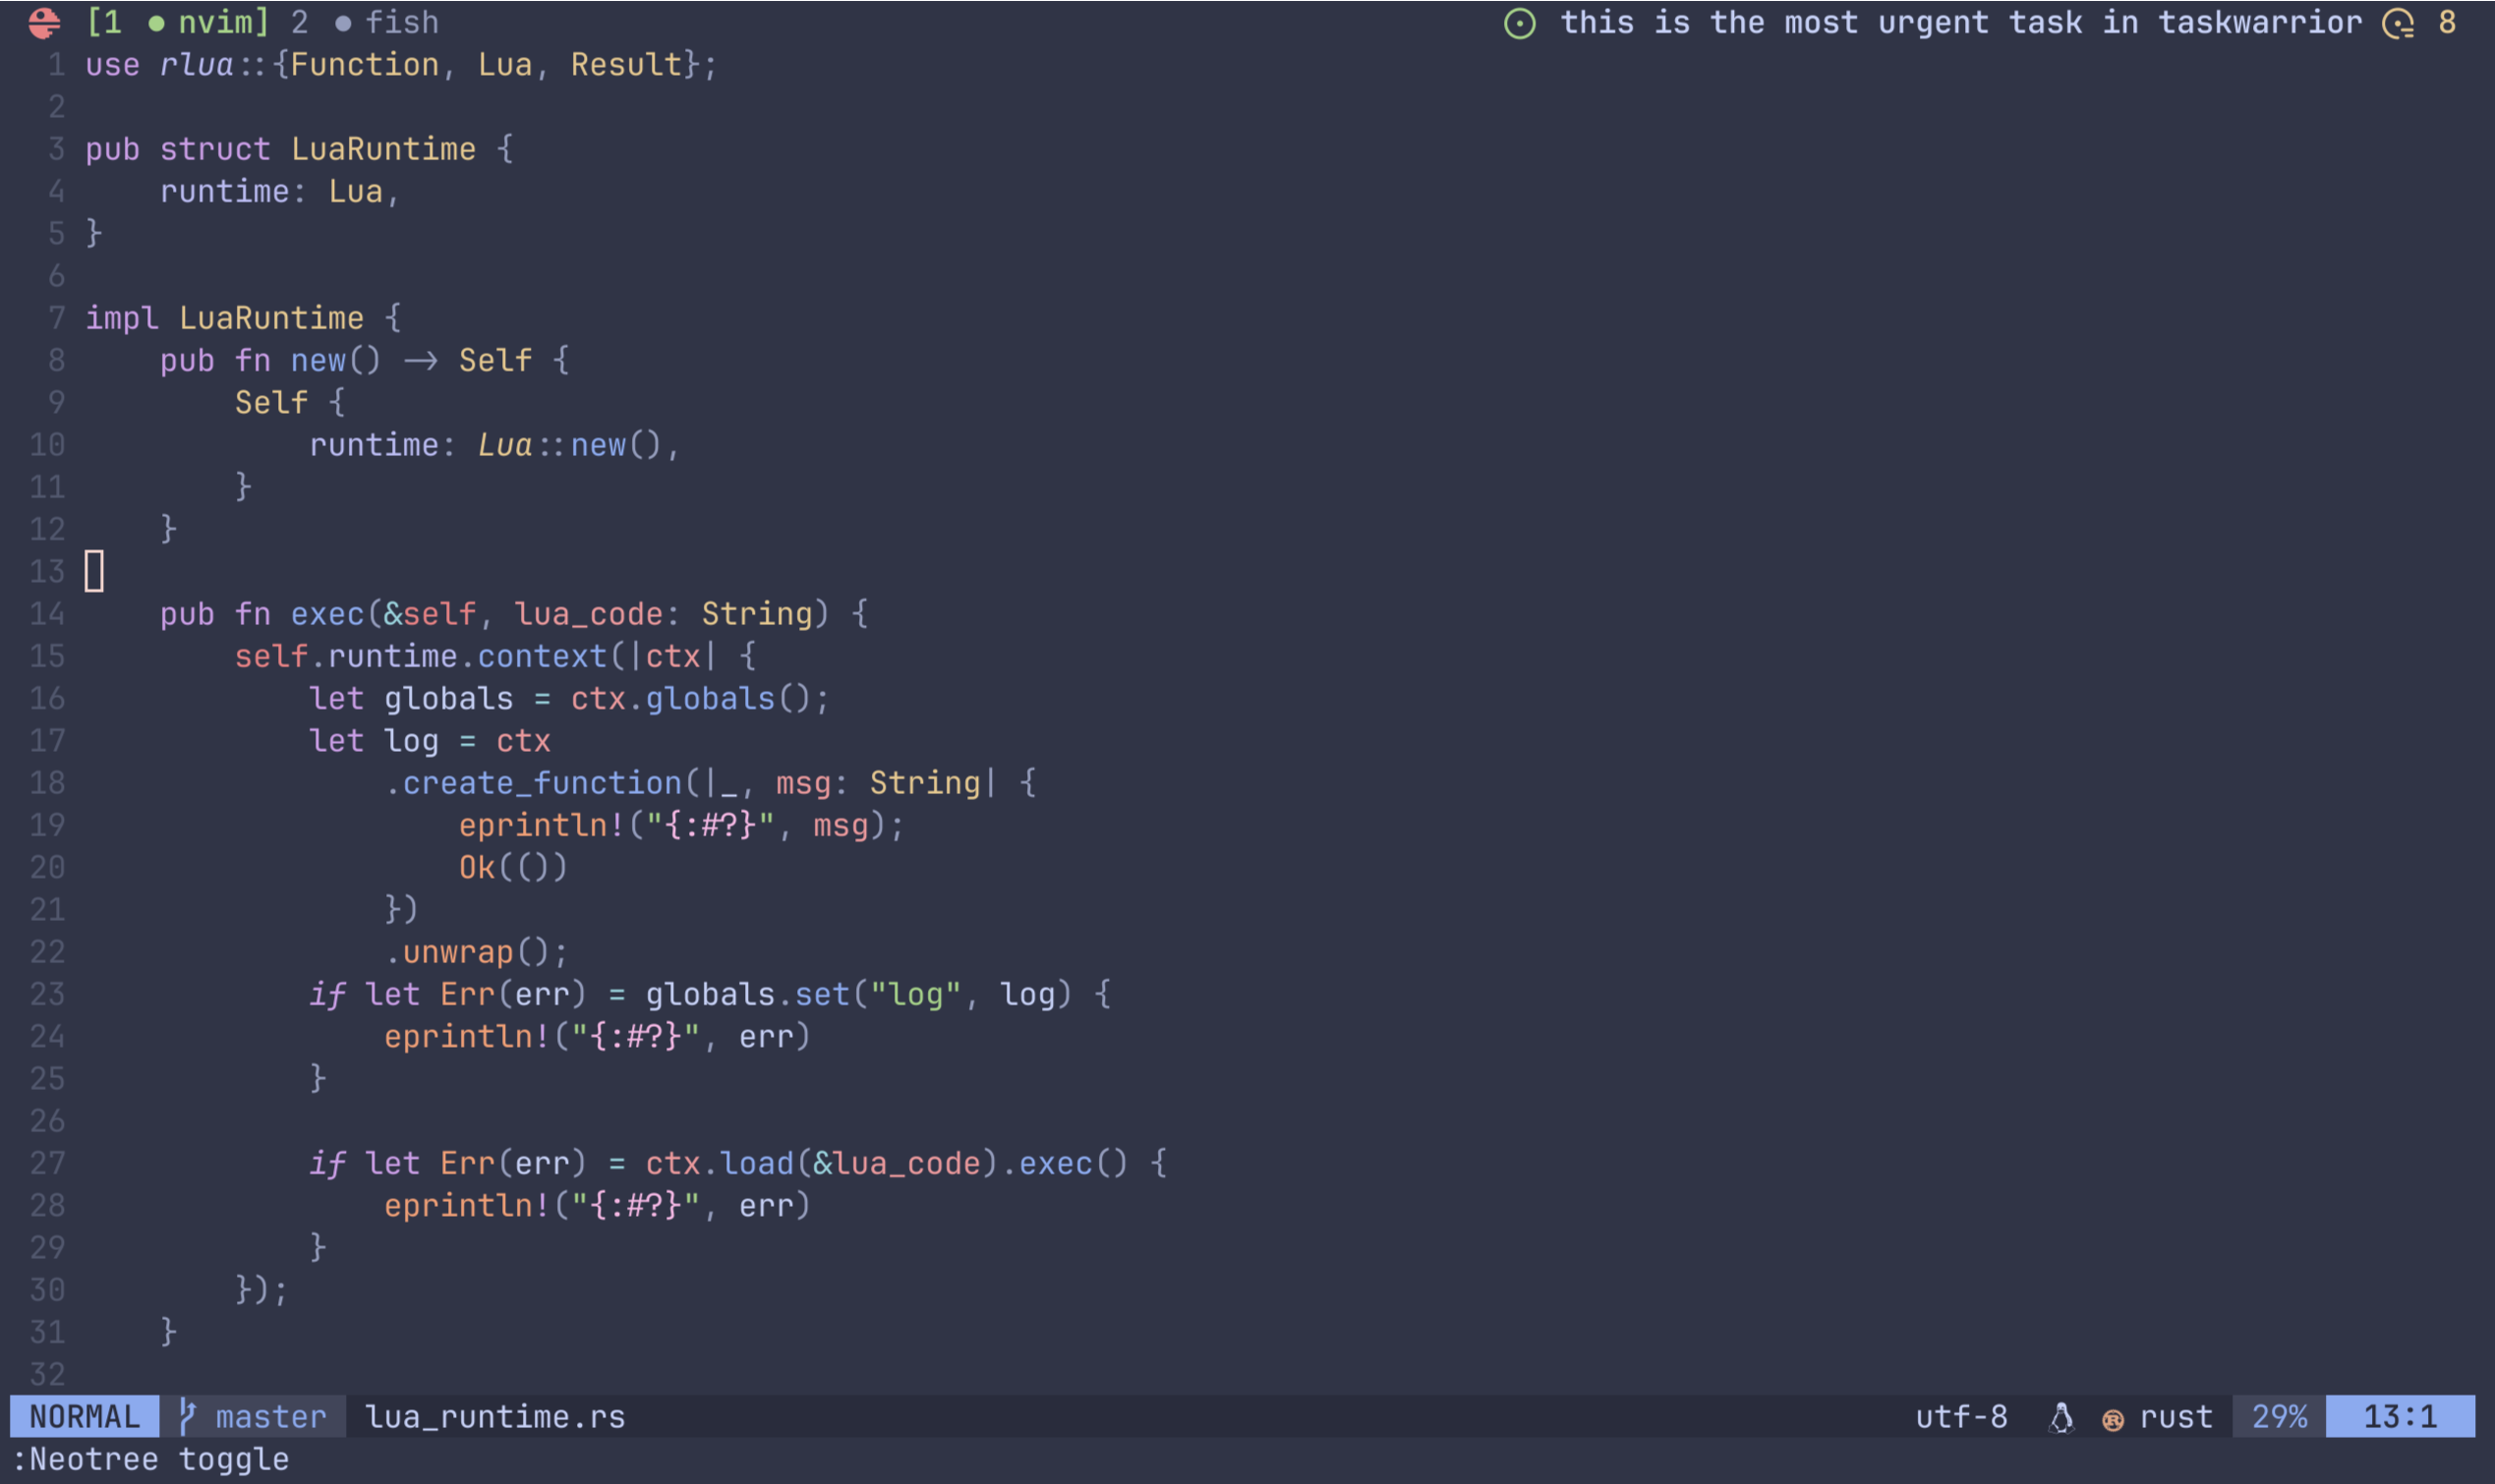 [1 ● nvim] 2 ● fish this is the most urgent task in taskwarrior 8
1 use rlua::{Function, Lua, Result};
2
3 pub struct LuaRuntime {
4     runtime: Lua,
5 }
6
7 impl LuaRuntime {
8     pub fn new() -> Self {
9         Self {
10             runtime: Lua::new(),
11         }
12     }
13
14     pub fn exec(&self, lua_code: String) {
15         self.runtime.context(|ctx| {
16             let globals = ctx.globals();
17             let log = ctx
18                 .create_function(|_, msg: String| {
19                     eprintln!("{:#?}", msg);
20                     Ok(())
21                 })
22                 .unwrap();
23             if let Err(err) = globals.set("log", log) {
24                 eprintln!("{:#?}", err)
25             }
26
27             if let Err(err) = ctx.load(&lua_code).exec() {
28                 eprintln!("{:#?}", err)
29             }
30         });
31     }
32
NORMAL master lua_runtime.rs utf-8 rust 29% 13:1
:Neotree toggle